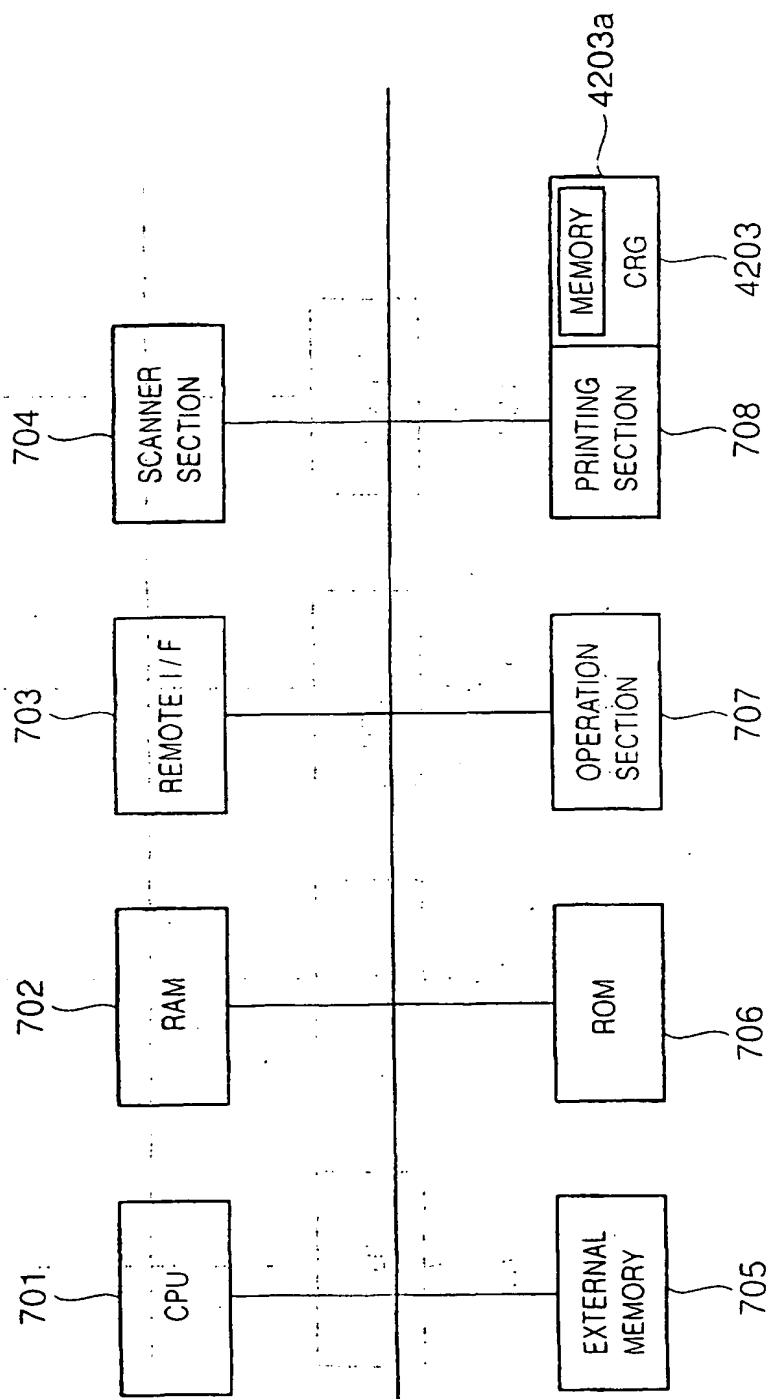 701
CPU
702
RAM
703
REMOTE I/F
704
SCANNER
SECTION
EXTERNAL
MEMORY
705
ROM
706
OPERATION
SECTION
707
PRINTING
SECTION
708
MEMORY
CRG
4203
4203a